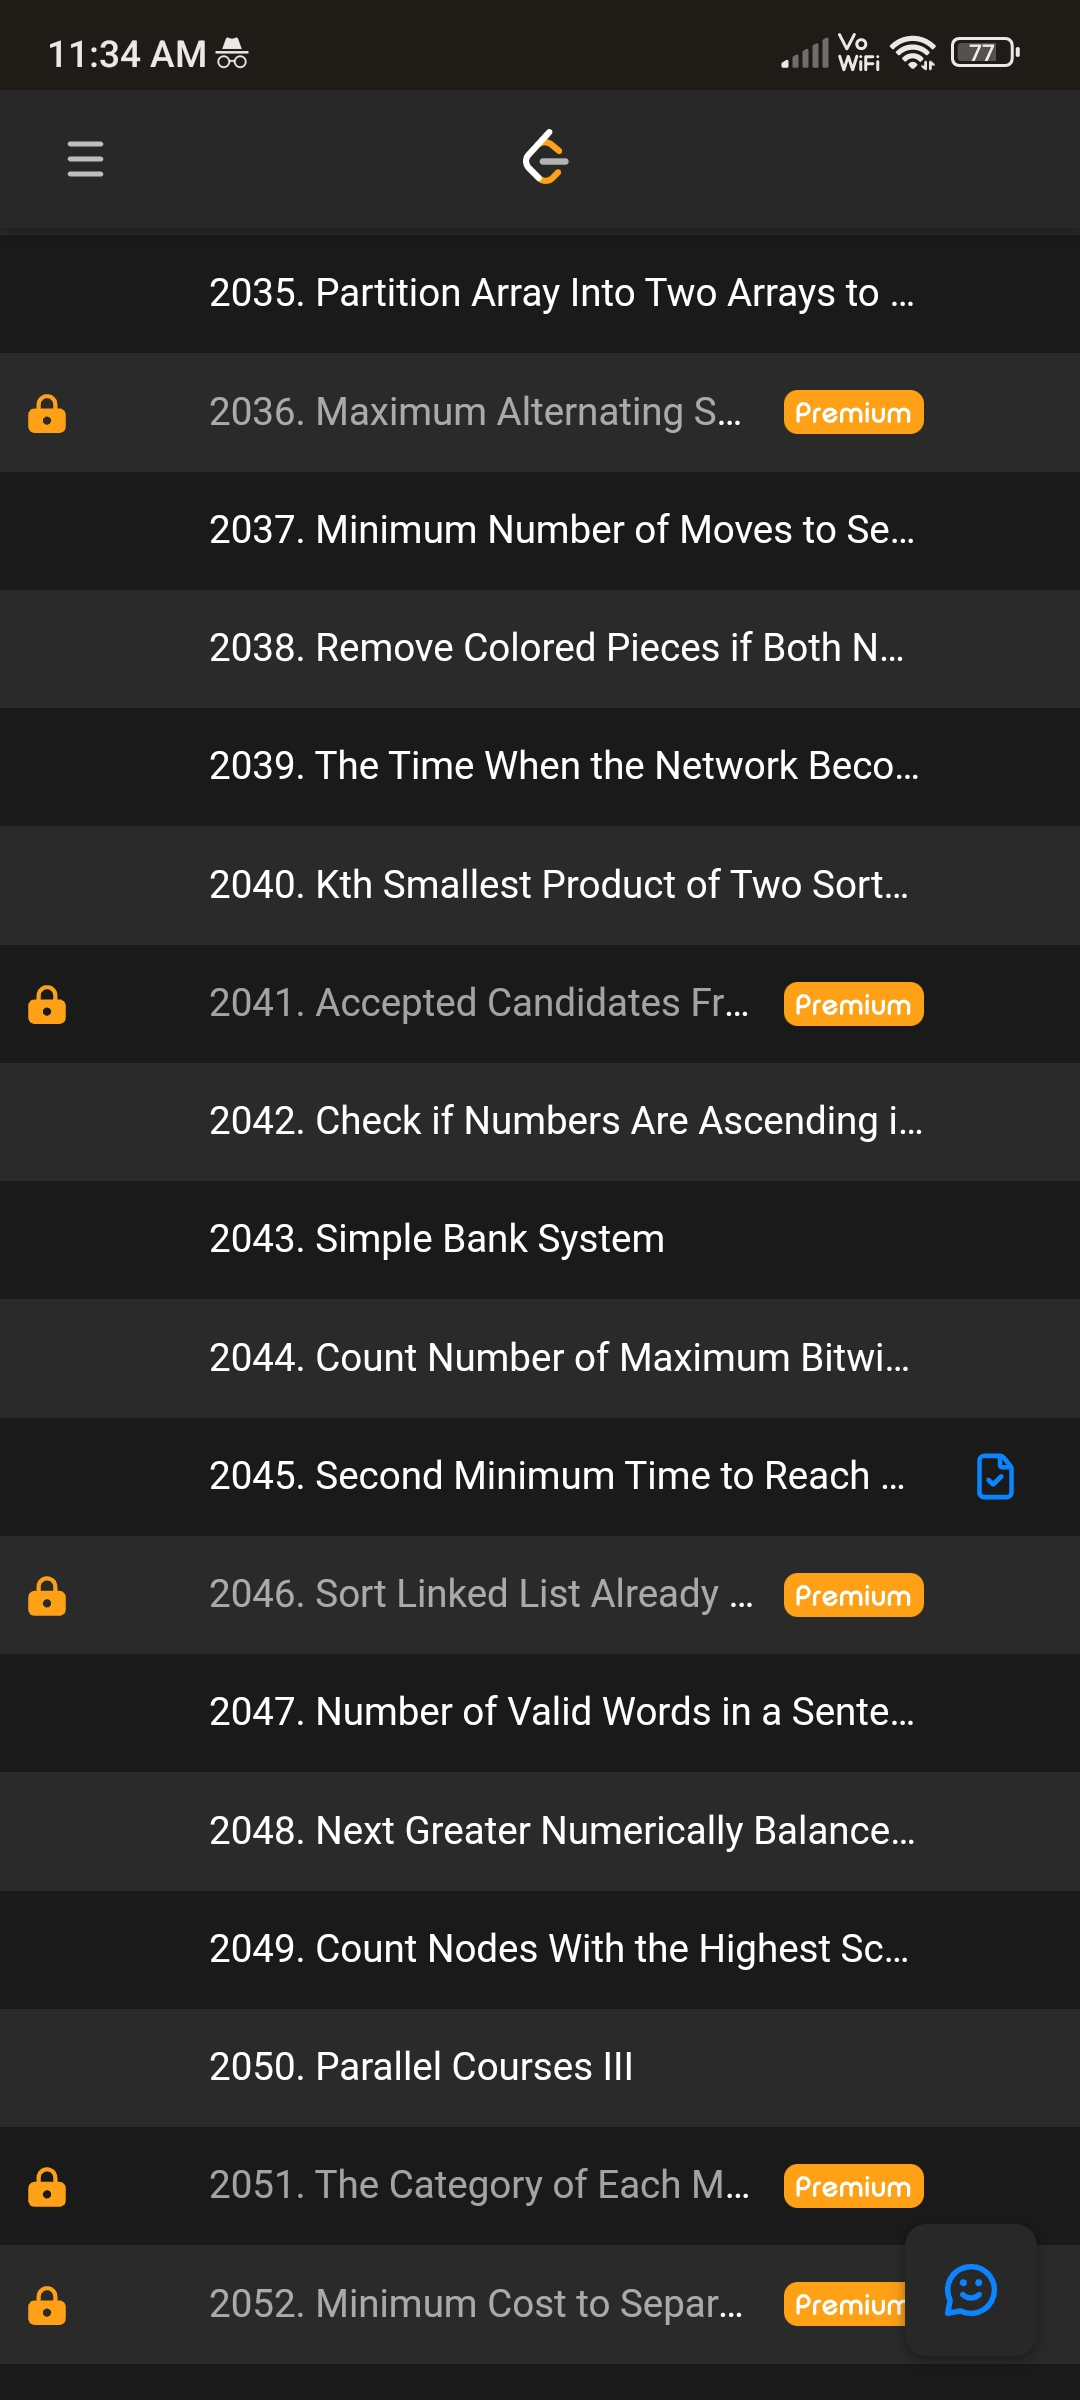 11:34 AM
Vo
WiFi
77
2035. Partition Array Into Two Arrays to ...
2036. Maximum Alternating S... Premium
2037. Minimum Number of Moves to Se...
2038. Remove Colored Pieces if Both N...
2039. The Time When the Network Beco...
2040. Kth Smallest Product of Two Sort...
2041. Accepted Candidates Fr... Premium
2042. Check if Numbers Are Ascending i...
2043. Simple Bank System
2044. Count Number of Maximum Bitwi...
2045. Second Minimum Time to Reach ...
2046. Sort Linked List Already ... Premium
2047. Number of Valid Words in a Sente...
2048. Next Greater Numerically Balance...
2049. Count Nodes With the Highest Sc...
2050. Parallel Courses III
2051. The Category of Each M... Premium
2052. Minimum Cost to Separ... Premium